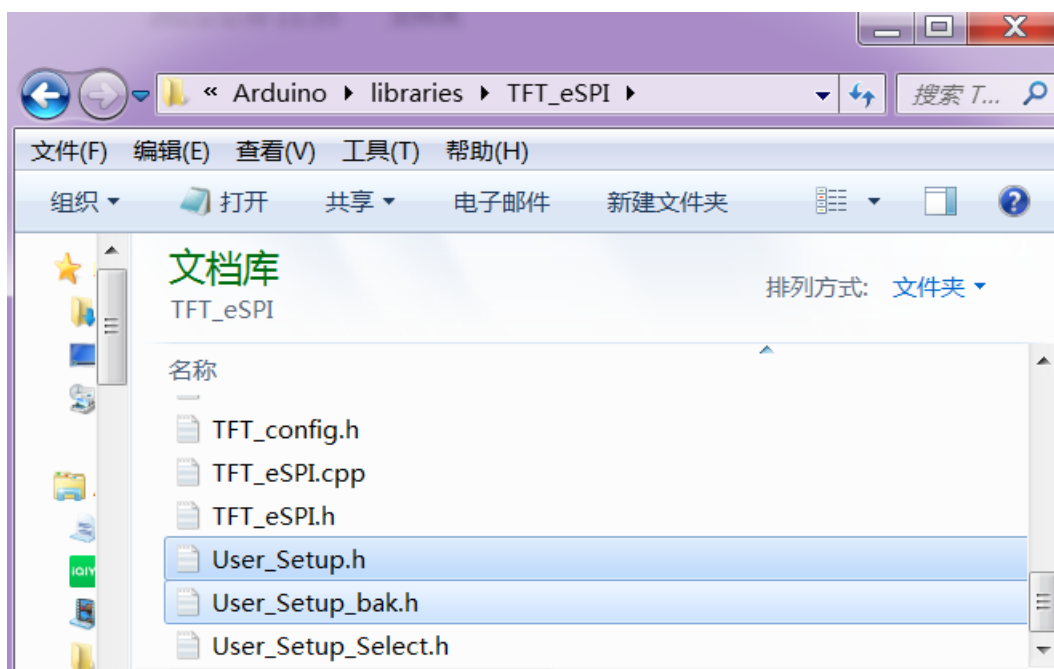 « Arduino ▸ libraries ▸ TFT_eSPI ▸ 搜索 T...
文件(F) 编辑(E) 查看(V) 工具(T) 帮助(H)
组织 打开 共享 电子邮件 新建文件夹
文档库
TFT_eSPI
排列方式: 文件夹
名称
TFT_config.h
TFT_eSPI.cpp
TFT_eSPI.h
User_Setup.h
User_Setup_bak.h
User_Setup_Select.h